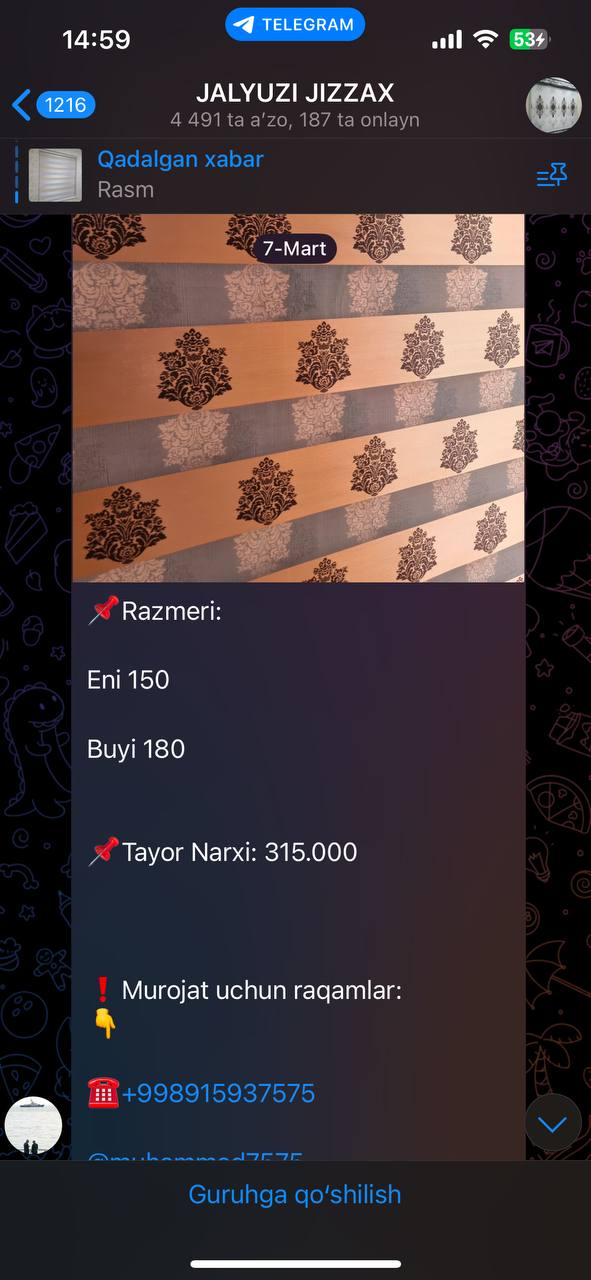 14:59
TELEGRAM
53
1216
JALYUZI JIZZAX
4 491 ta a’zo, 187 ta onlayn
Qadalgan xabar
Rasm
7-Mart
📌Razmeri:
Eni 150
Buyi 180
📌Tayor Narxi: 315.000
❗ Murojat uchun raqamlar:
👇
☎️+998915937575
@muhammed7575
Guruhga qo‘shilish